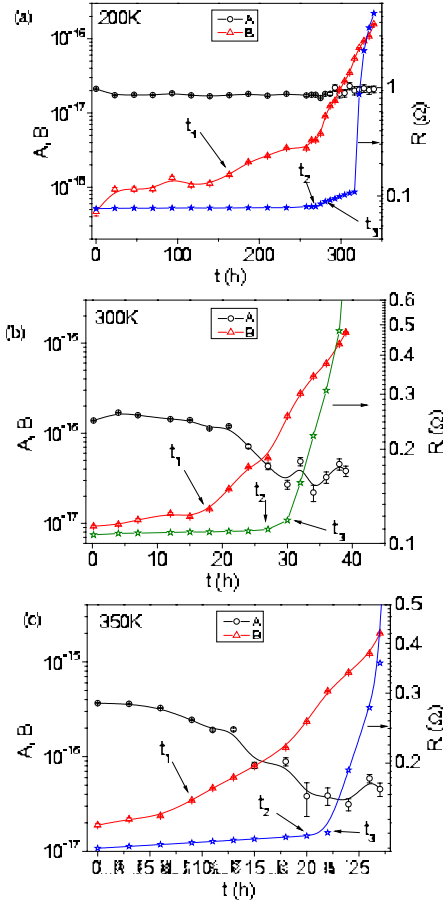 (a)
200K
A
B
10⁻¹⁶
10⁻¹⁷
10⁻¹⁸
A, B
1
0.1
R (Ω)
t₁
t₂
t₃
0 100 200 300
t (h)
(b)
300K
A
B
10⁻¹⁵
10⁻¹⁶
10⁻¹⁷
A, B
0.6
0.5
0.4
0.3
0.2
0.1
R (Ω)
t₁
t₂
t₃
0 10 20 30 40
t (h)
(c)
350K
A
B
10⁻¹⁵
10⁻¹⁶
10⁻¹⁷
A, B
0.5
0.4
0.3
0.2
R (Ω)
t₁
t₂
t₃
25
t (h)